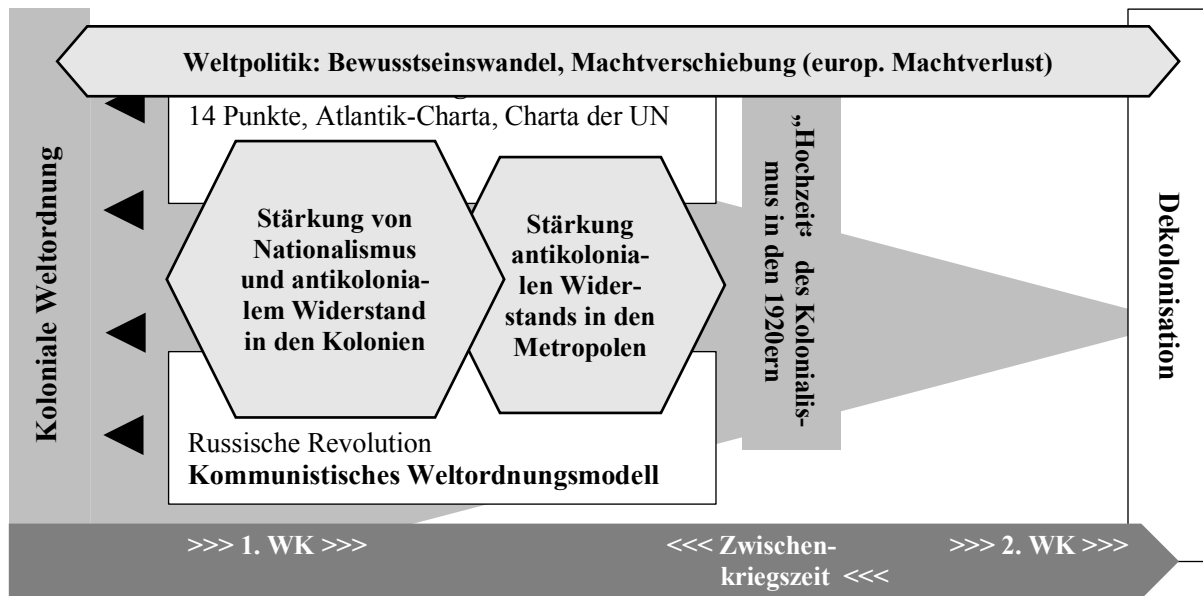 Weltpolitik: Bewusstseinswandel, Machtverschiebung (europ. Machtverlust)
14 Punkte, Atlantik-Charta, Charta der UN
Koloniale Weltordnung
Stärkung von
Nationalismus
und antikolonia-
lem Widerstand
in den Kolonien
Stärkung
antikolonia-
len Wider-
stands in den
Metropolen
„Hochzeit“ des Kolonialis-
mus in den 1920ern
Dekolonisation
Russische Revolution
Kommunistisches Weltordnungsmodell
>>> 1. WK >>>
<<< Zwischen-
kriegszeit <<<
>>> 2. WK >>>